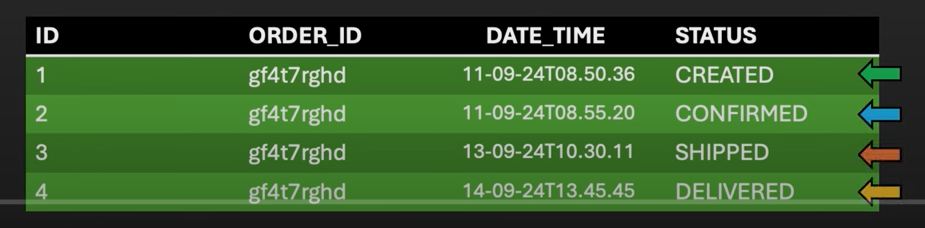 ID ORDER_ID DATE_TIME STATUS
1 gf4t7rghd 11-09-24T08.50.36 CREATED
2 gf4t7rghd 11-09-24T08.55.20 CONFIRMED
3 gf4t7rghd 13-09-24T10.30.11 SHIPPED
4 gf4t7rghd 14-09-24T13.45.45 DELIVERED